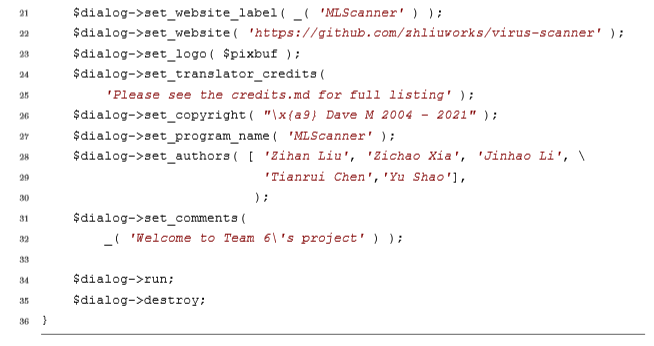 21 $dialog->set_website_label( _( 'MLScanner' ) );
22 $dialog->set_website( 'https://github.com/zhliuworks/virus-scanner' );
23 $dialog->set_logo( $pixbuf );
24 $dialog->set_translator_credits(
25 'Please see the credits.md for full listing' );
26 $dialog->set_copyright( "\x{a9} Dave M 2004 - 2021" );
27 $dialog->set_program_name( 'MLScanner' );
28 $dialog->set_authors( [ 'Zihan Liu', 'Zichao Xia', 'Jinhao Li', \
29 'Tianrui Chen','Yu Shao'],
30 );
31 $dialog->set_comments(
32 _( 'Welcome to Team 6\'s project' ) );
33
34 $dialog->run;
35 $dialog->destroy;
36 }